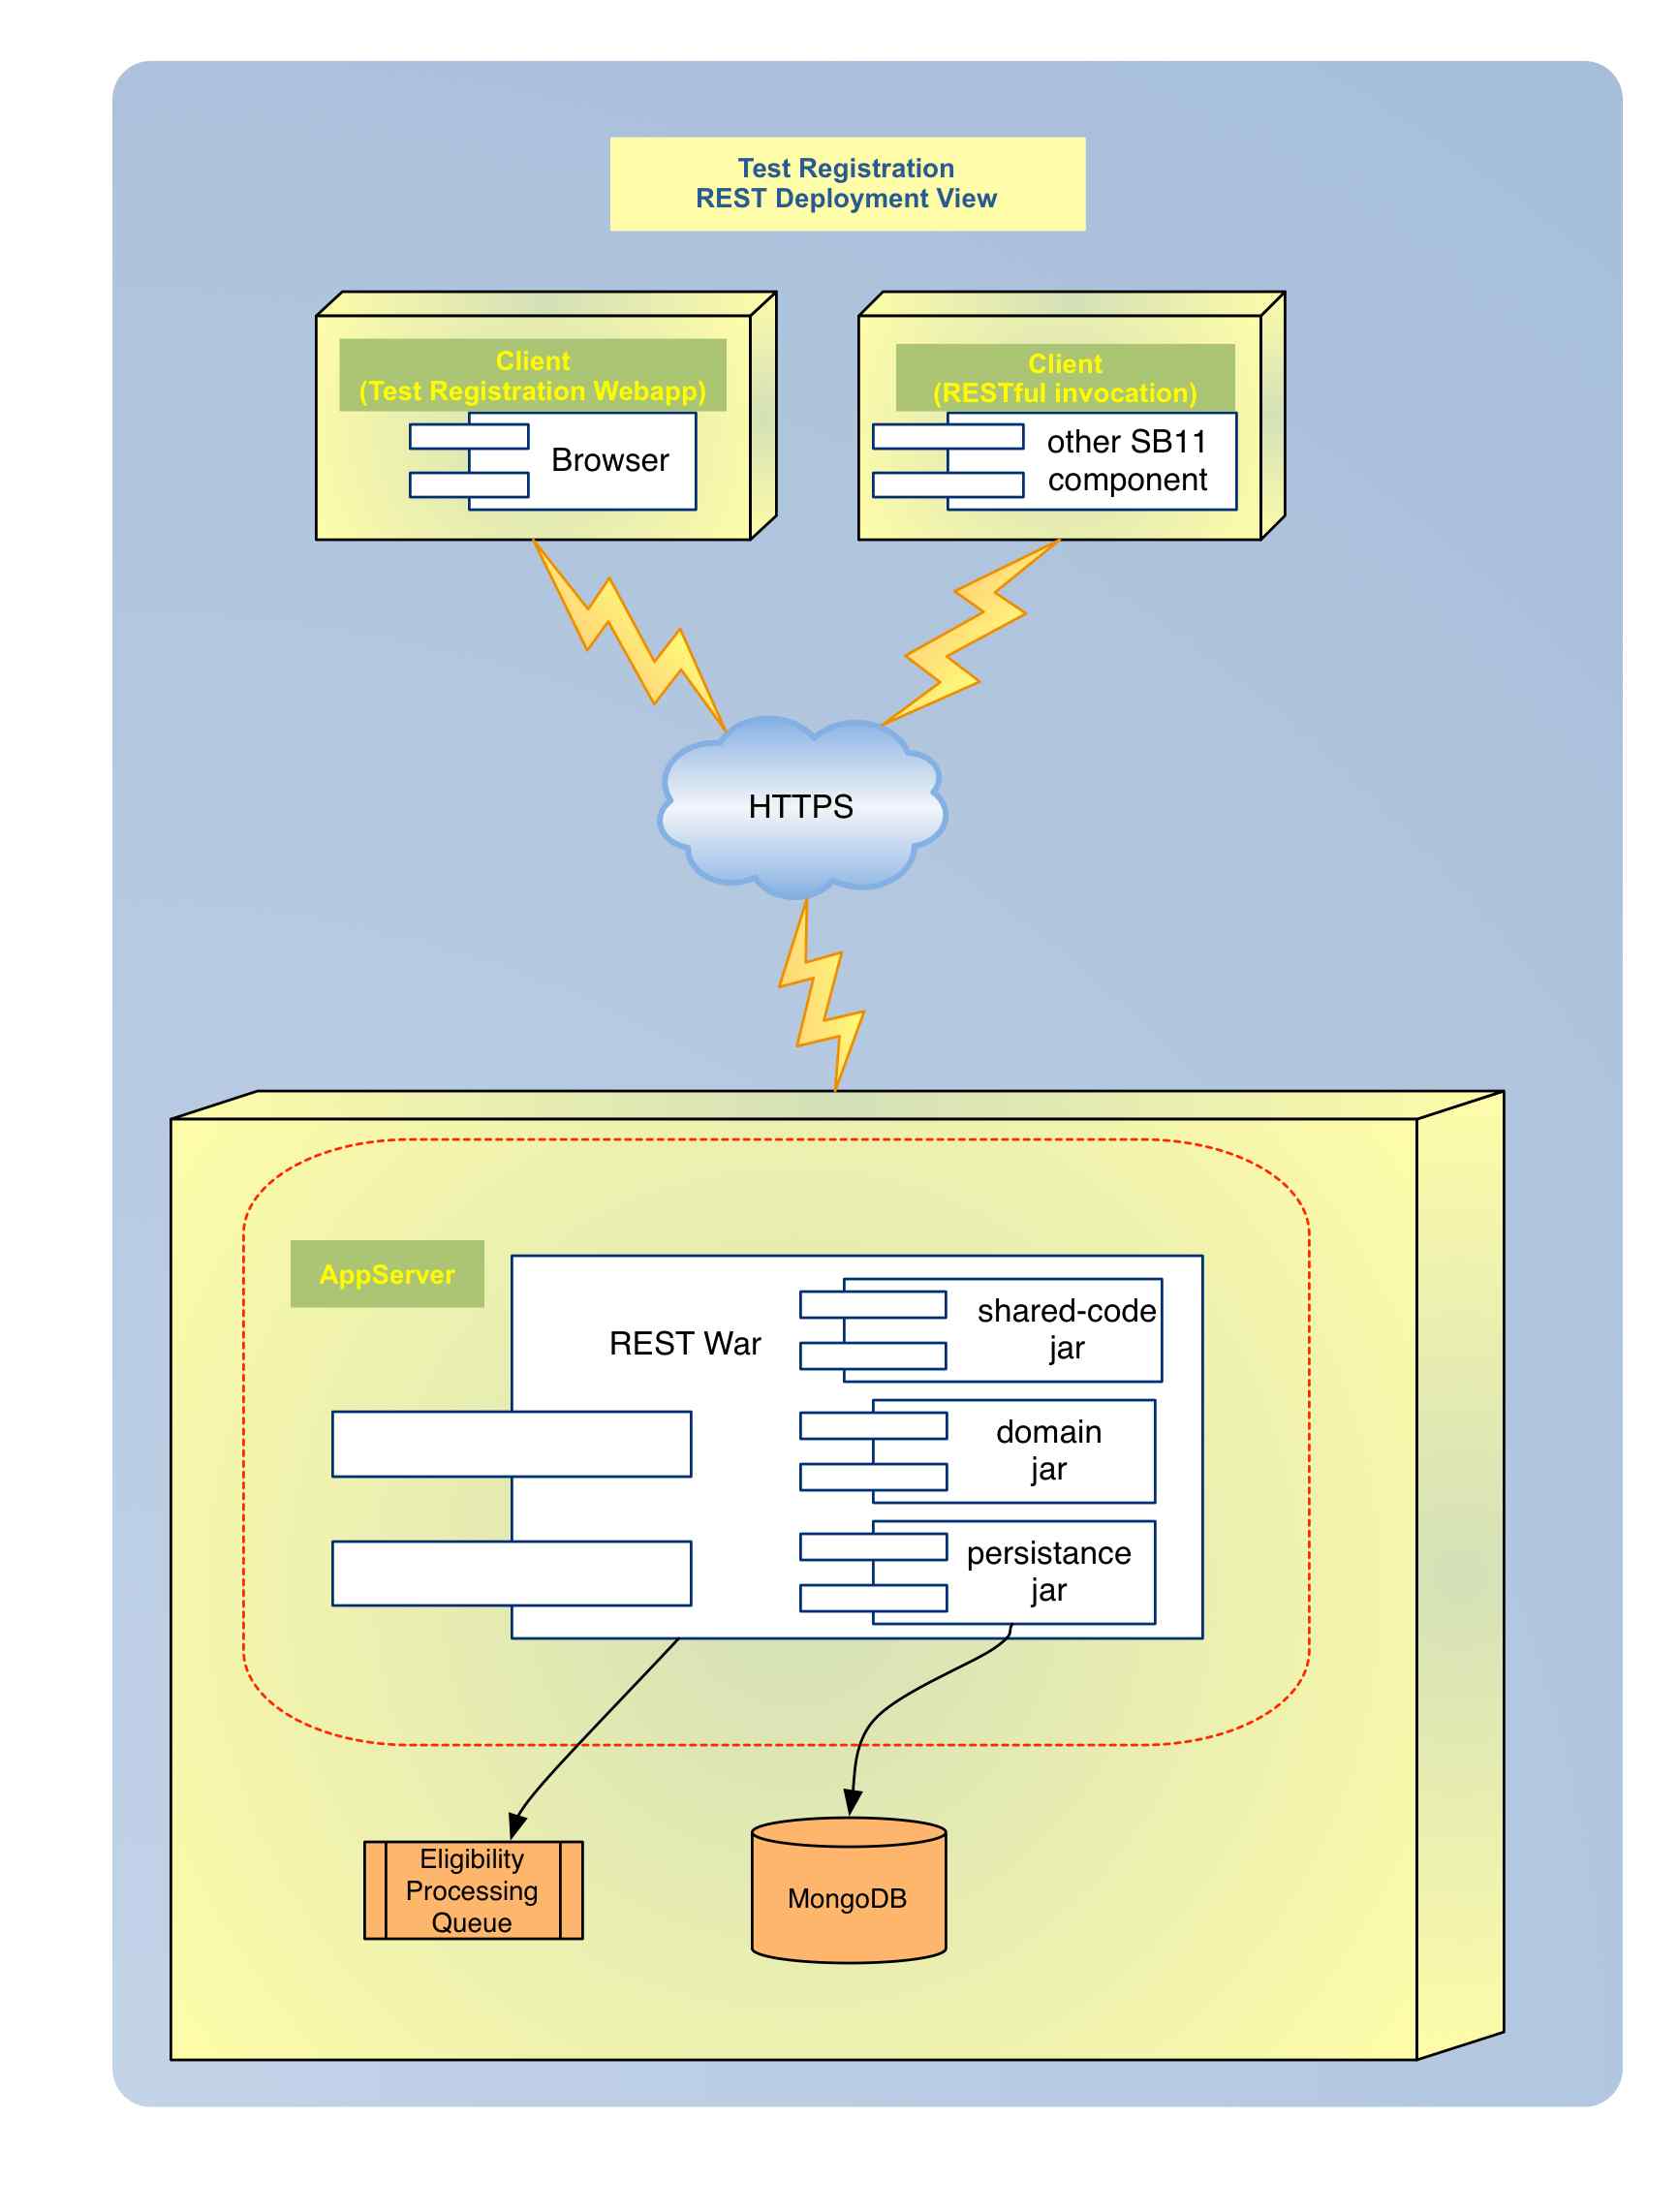 Test Registration
REST Deployment View
Client
(Test Registration Webapp)
Browser
Client
(RESTful invocation)
other SB11
component
HTTPS
AppServer
REST War
shared-code
jar
domain
jar
persistance
jar
Eligibility
Processing
Queue
MongoDB